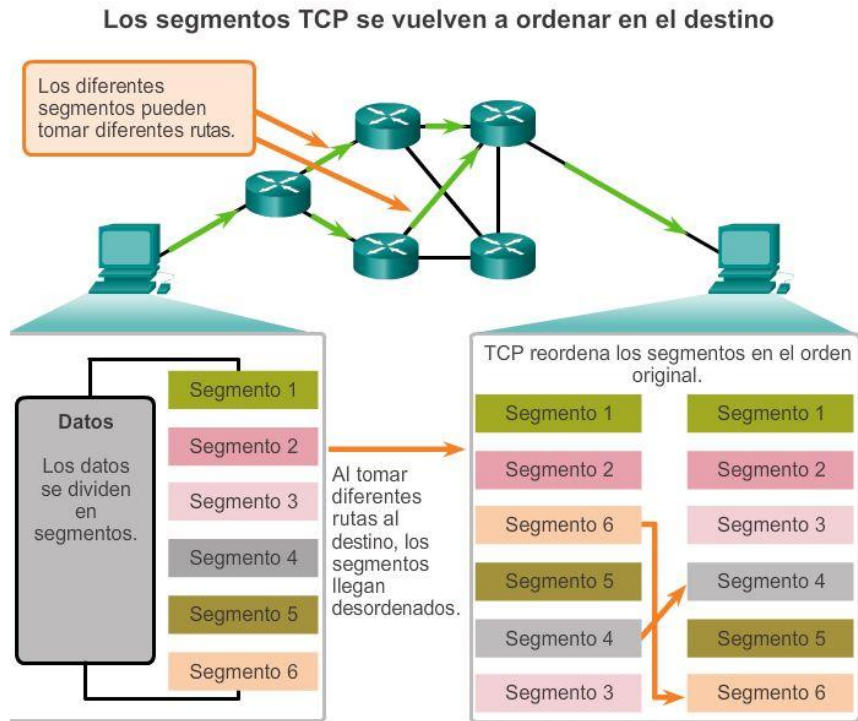 Los segmentos TCP se vuelven a ordenar en el destino
Los diferentes
segmentos pueden
tomar diferentes rutas.
Datos
Los datos
se dividen
en
segmentos.
Segmento 1
Segmento 2
Segmento 3
Segmento 4
Segmento 5
Segmento 6
Al tomar
diferentes
rutas al
destino, los
segmentos
llegan
desordenados.
TCP reordena los segmentos en el orden
original.
Segmento 1
Segmento 2
Segmento 6
Segmento 5
Segmento 4
Segmento 3
Segmento 1
Segmento 2
Segmento 3
Segmento 4
Segmento 5
Segmento 6